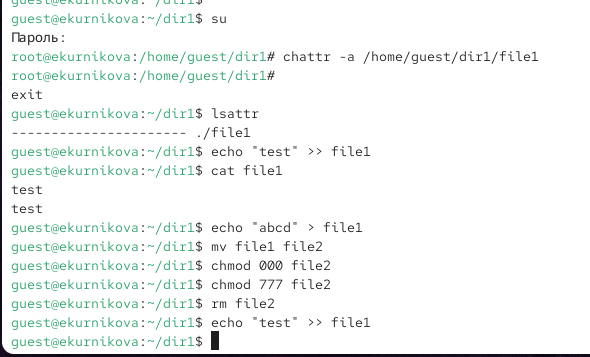 guest@ekurnikova:~/dir1$
guest@ekurnikova:~/dir1$ su
Пароль:
root@ekurnikova:/home/guest/dir1# chattr -a /home/guest/dir1/file1
root@ekurnikova:/home/guest/dir1#
exit
guest@ekurnikova:~/dir1$ lsattr
---------------------- ./file1
guest@ekurnikova:~/dir1$ echo "test" >> file1
guest@ekurnikova:~/dir1$ cat file1
test
test
guest@ekurnikova:~/dir1$ echo "abcd" > file1
guest@ekurnikova:~/dir1$ mv file1 file2
guest@ekurnikova:~/dir1$ chmod 000 file2
guest@ekurnikova:~/dir1$ chmod 777 file2
guest@ekurnikova:~/dir1$ rm file2
guest@ekurnikova:~/dir1$ echo "test" >> file1
guest@ekurnikova:~/dir1$